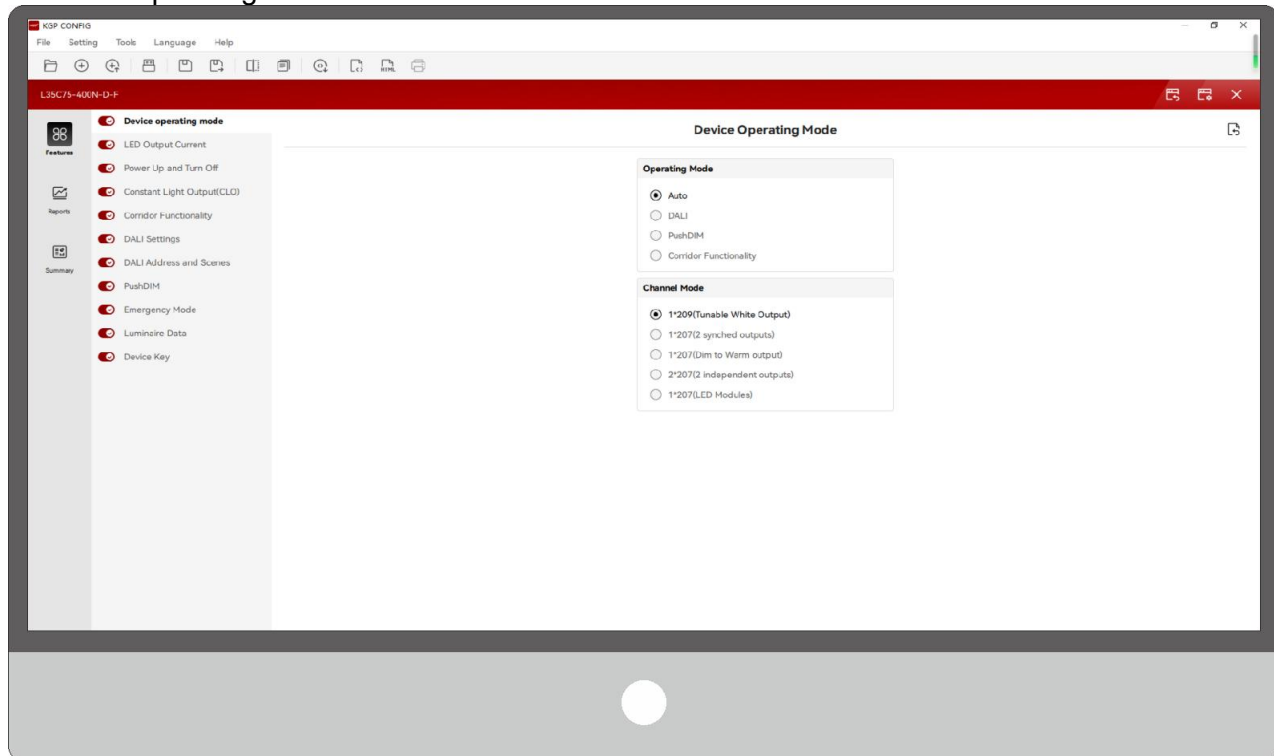 KGP CONFIG
File Setting Tools Language Help
HTML
L35C75-400N-D-F
Features
Reports
Summary
Device operating mode
LED Output Current
Power Up and Turn Off
Constant Light Output(CLO)
Corridor Functionality
DALI Settings
DALI Address and Scenes
PushDIM
Emergency Mode
Luminaire Data
Device Key
Device Operating Mode
Operating Mode
Auto
DALI
PushDIM
Corridor Functionality
Channel Mode
1*209(Tunable White Output)
1*207(2 synched outputs)
1*207(Dim to Warm output)
2*207(2 independent outputs)
1*207(LED Modules)